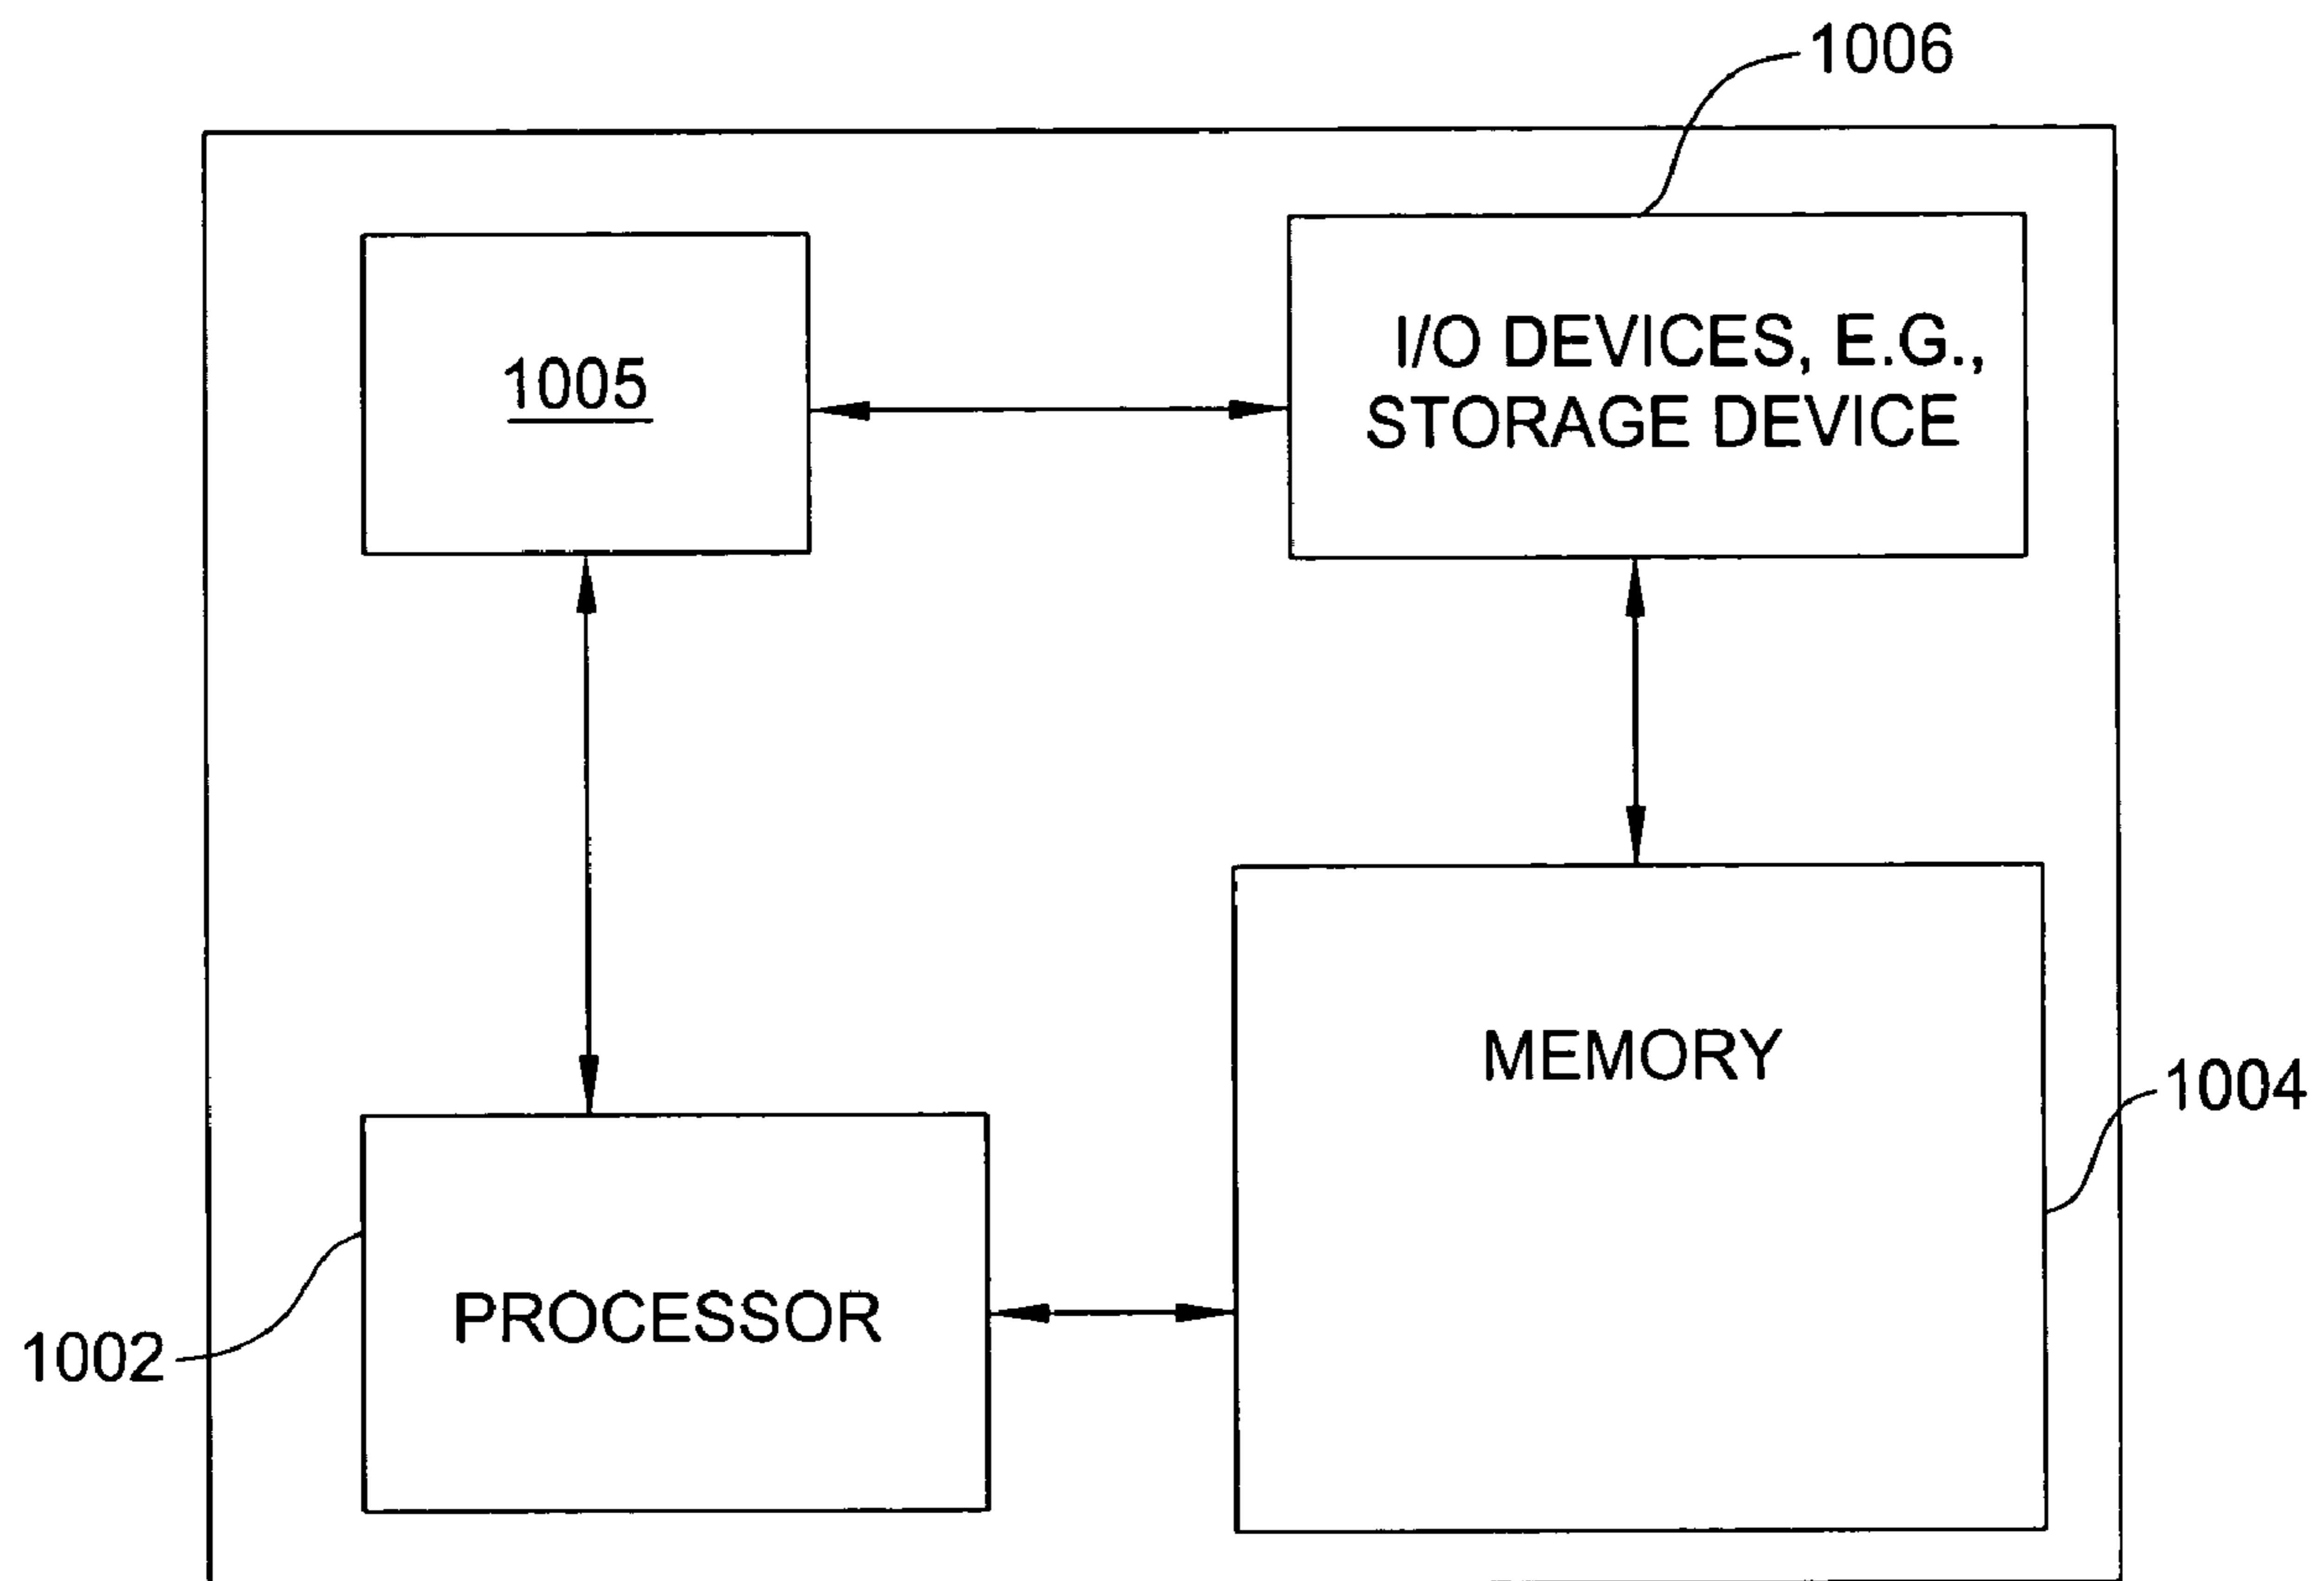 1006
1005
I/O DEVICES, E.G.,
STORAGE DEVICE
MEMORY
1004
PROCESSOR
1002